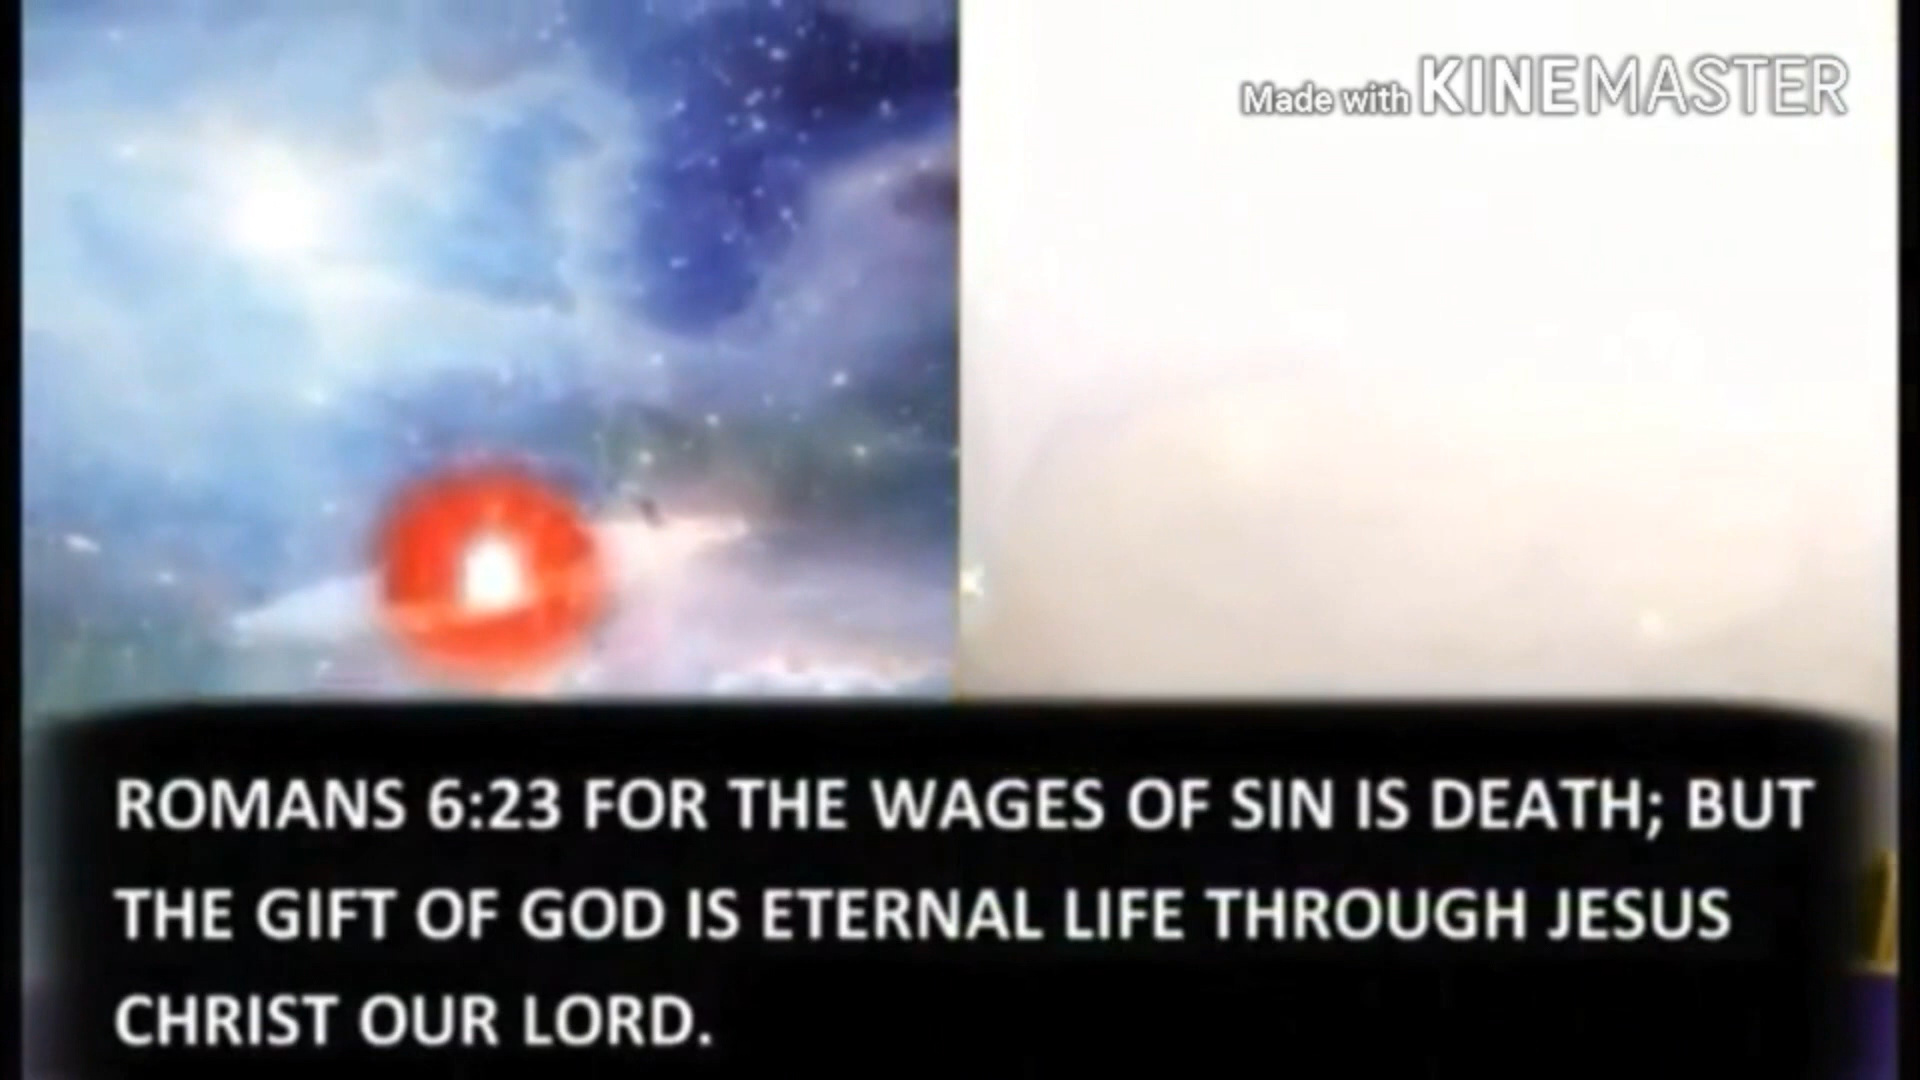 Made with KINEMASTER
ROMANS 6:23 FOR THE WAGES OF SIN IS DEATH; BUT
THE GIFT OF GOD IS ETERNAL LIFE THROUGH JESUS
CHRIST OUR LORD.